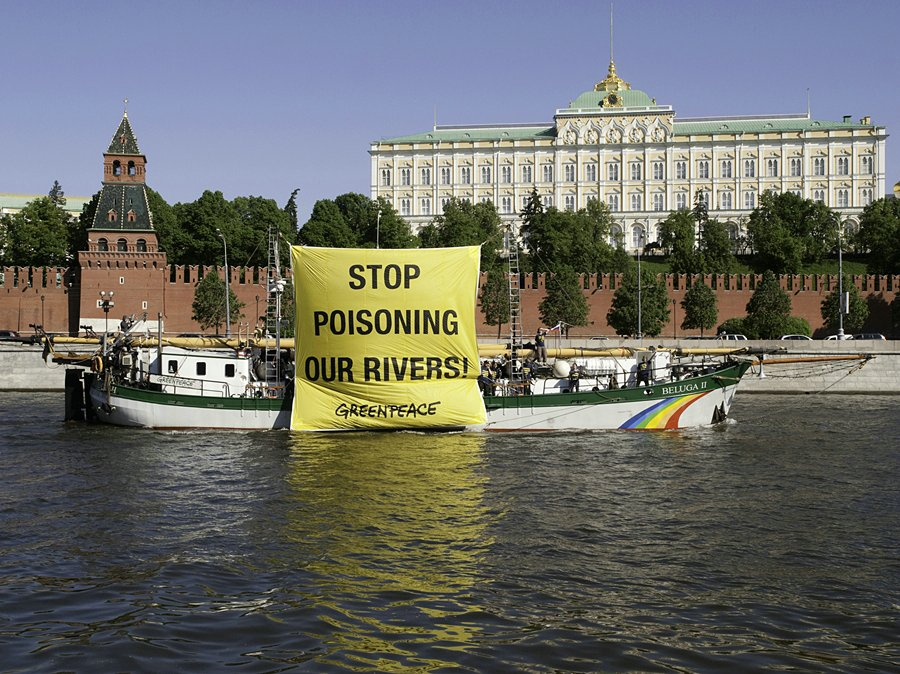 STOP
POISONING
OUR RIVERS!
GREENPEACE
GREENPEACE
BELUGA II